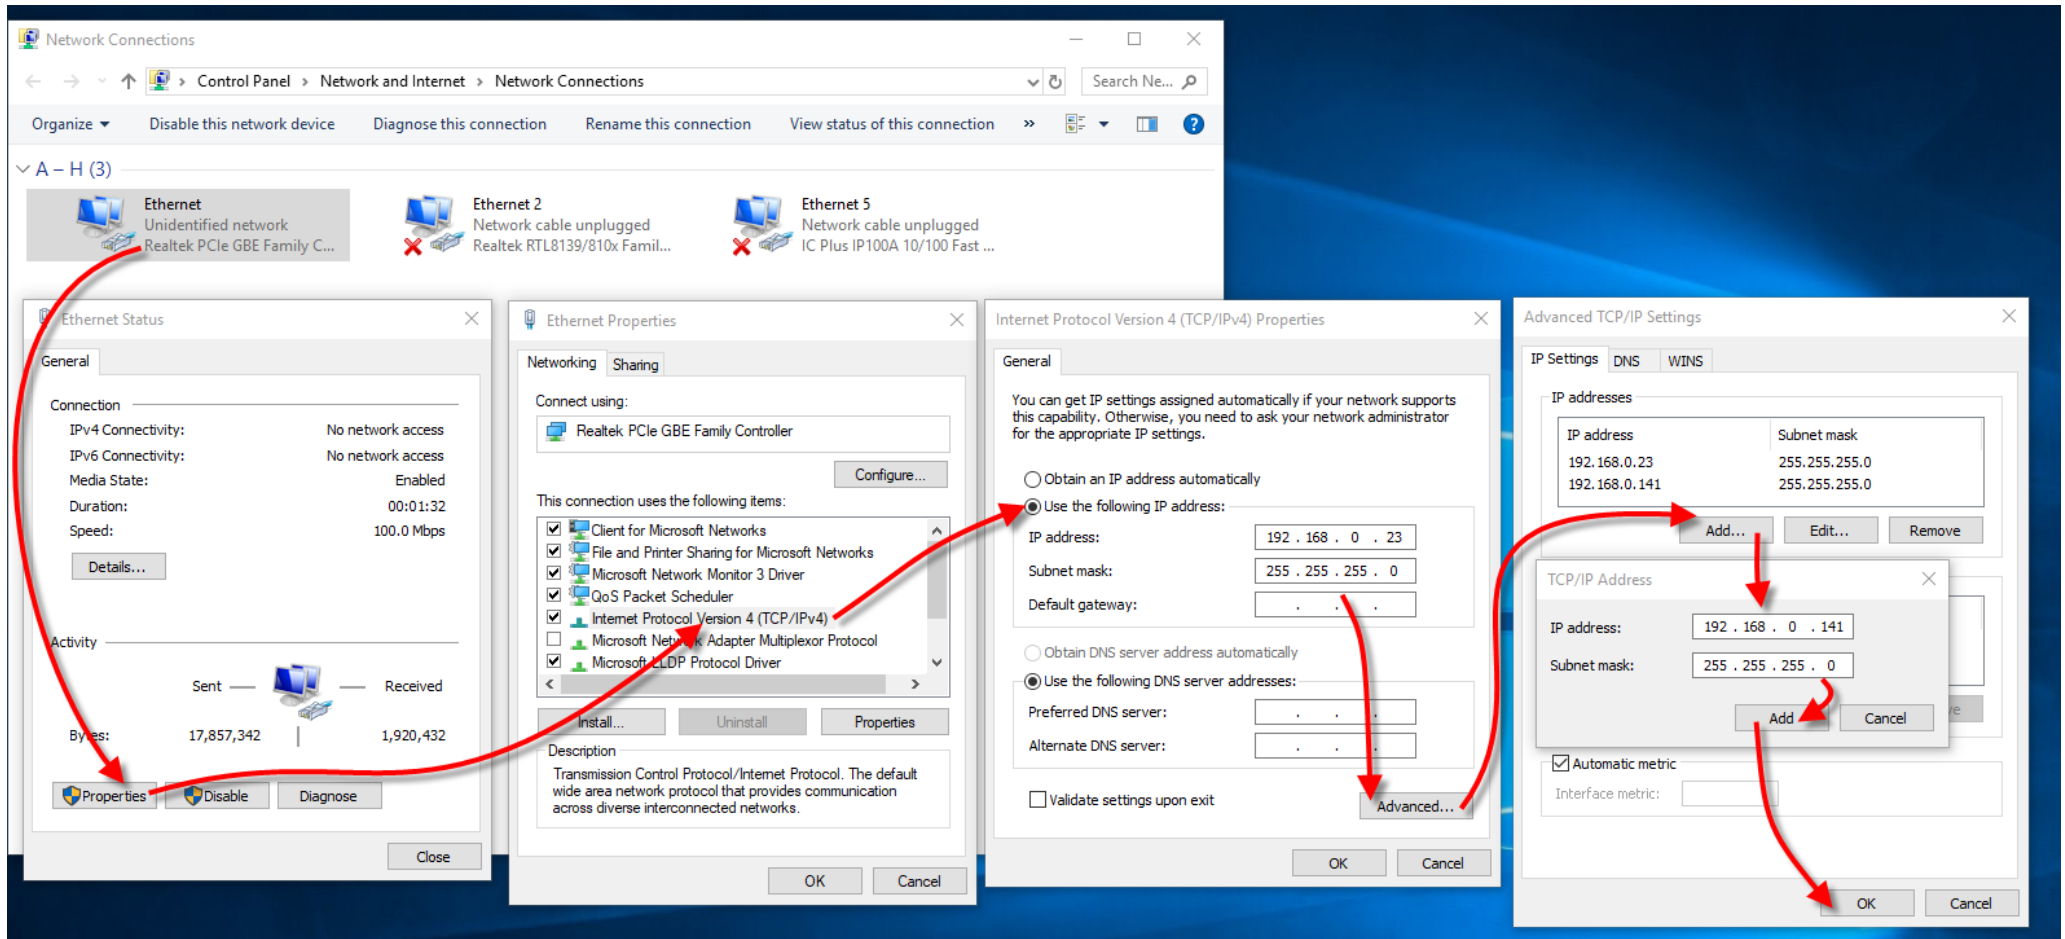 Network Connections
Control Panel > Network and Internet > Network Connections
Search Ne...
Organize
Disable this network device
Diagnose this connection
Rename this connection
View status of this connection
»
?
A – H (3)
Ethernet
Unidentified network
Realtek PCIe GBE Family C...
Ethernet 2
Network cable unplugged
Realtek RTL8139/810x Famil...
Ethernet 5
Network cable unplugged
IC Plus IP100A 10/100 Fast ...
Ethernet Status
General
Connection
IPv4 Connectivity: No network access
IPv6 Connectivity: No network access
Media State: Enabled
Duration: 00:01:32
Speed: 100.0 Mbps
Details...
Activity
Sent — — Received
Bytes: 17,857,342 | 1,920,432
Properties
Disable
Diagnose
Close
Ethernet Properties
Networking
Sharing
Connect using:
Realtek PCIe GBE Family Controller
Configure...
This connection uses the following items:
Client for Microsoft Networks
File and Printer Sharing for Microsoft Networks
Microsoft Network Monitor 3 Driver
QoS Packet Scheduler
Internet Protocol Version 4 (TCP/IPv4)
Microsoft Network Adapter Multiplexor Protocol
Microsoft LLDP Protocol Driver
Install...
Uninstall
Properties
Description
Transmission Control Protocol/Internet Protocol. The default
wide area network protocol that provides communication
across diverse interconnected networks.
OK
Cancel
Internet Protocol Version 4 (TCP/IPv4) Properties
General
You can get IP settings assigned automatically if your network supports
this capability. Otherwise, you need to ask your network administrator
for the appropriate IP settings.
Obtain an IP address automatically
Use the following IP address:
IP address: 192 . 168 . 0 . 23
Subnet mask: 255 . 255 . 255 . 0
Default gateway: . . .
Obtain DNS server address automatically
Use the following DNS server addresses:
Preferred DNS server: . . .
Alternate DNS server: . . .
Validate settings upon exit
Advanced...
OK
Cancel
Advanced TCP/IP Settings
IP Settings
DNS
WINS
IP addresses
IP address Subnet mask
192.168.0.23 255.255.255.0
192.168.0.141 255.255.255.0
Add...
Edit...
Remove
TCP/IP Address
IP address: 192 . 168 . 0 . 141
Subnet mask: 255 . 255 . 255 . 0
Add
Cancel
Automatic metric
Interface metric:
OK
Cancel